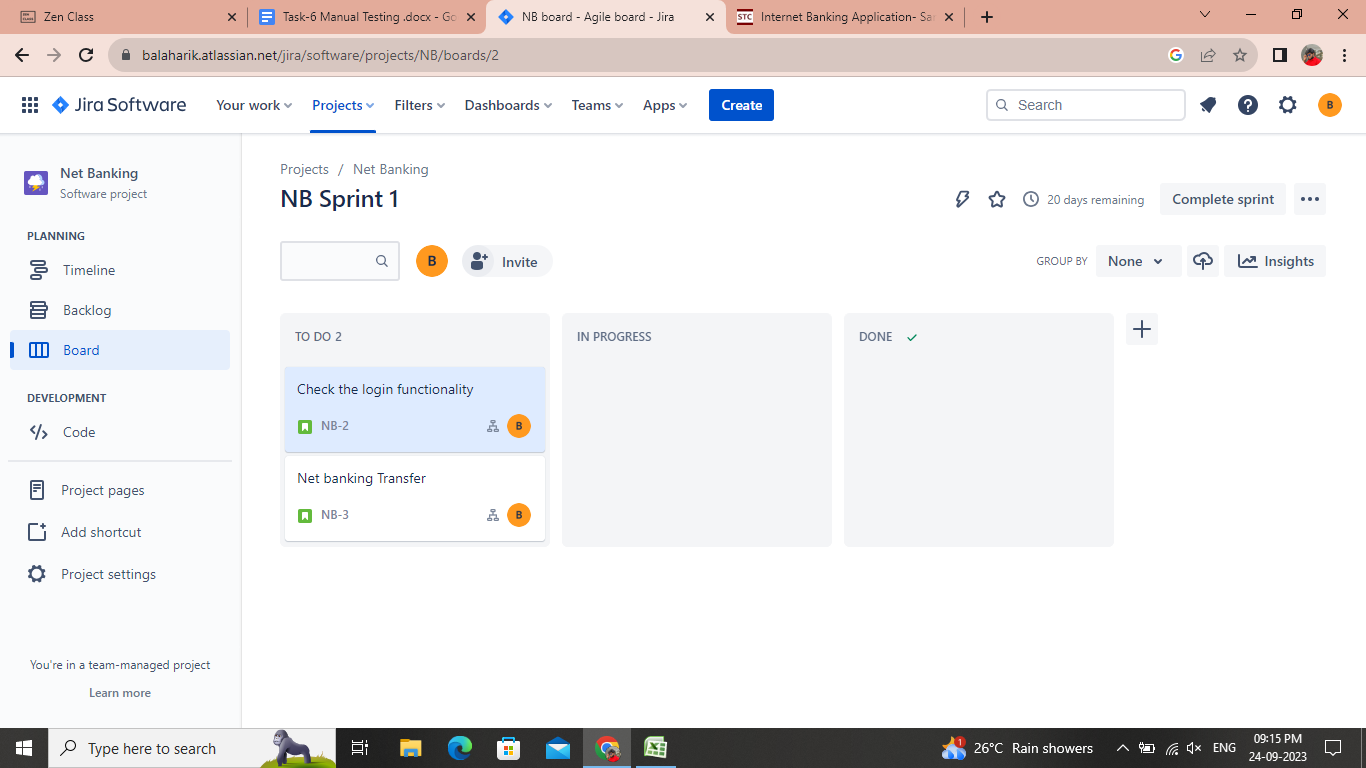 Zen Class
Task-6 Manual Testing .docx - Go
NB board - Agile board - Jira
STC Internet Banking Application- Sa
balaharik.atlassian.net/jira/software/projects/NB/boards/2
Jira Software
Your work
Projects
Filters
Dashboards
Teams
Apps
Create
Search
B
Net Banking
Software project
PLANNING
Timeline
Backlog
Board
DEVELOPMENT
Code
Project pages
Add shortcut
Project settings
You're in a team-managed project
Learn more
Projects / Net Banking
NB Sprint 1
20 days remaining
Complete sprint
B
Invite
GROUP BY
None
Insights
TO DO 2
Check the login functionality
NB-2
B
Net banking Transfer
NB-3
B
IN PROGRESS
DONE
Type here to search
1
26°C Rain showers
ENG
09:15 PM
24-09-2023